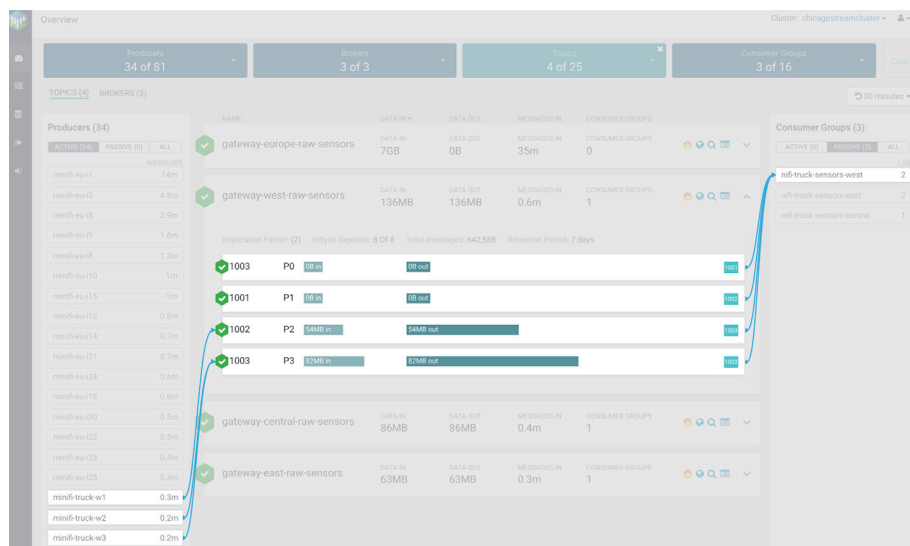 Overview
Cluster: chicagostreamcluster
Producers
34 of 81
Brokers
3 of 3
Topics
4 of 25
Consumer Groups
3 of 16
Clear
TOPICS (4) BROKERS (3)
30 minutes
Producers (34)
ACTIVE (34) PASSIVE (0) ALL
MESSAGES
minifi-eu-i1 14m
minifi-eu-i3 4.8m
minifi-eu-i8 1.3m
minifi-eu-i10 1m
minifi-eu-i15 1m
minifi-eu-i12 0.8m
minifi-eu-i14 0.7m
minifi-eu-i21 0.7m
minifi-eu-i24 0.6m
minifi-eu-i18 0.6m
minifi-eu-i20 0.5m
minifi-eu-i22 0.5m
minifi-eu-i23 0.4m
minifi-eu-i25 0.4m
minifi-truck-w1 0.3m
minifi-truck-w2 0.2m
minifi-truck-w3 0.2m
NAME DATA IN DATA OUT MESSAGES IN CONSUMER GROUPS
gateway-europe-raw-sensors
DATA IN DATA OUT MESSAGES IN CONSUMER GROUPS
7GB 0B 35m 0
gateway-west-raw-sensors
DATA IN DATA OUT MESSAGES IN CONSUMER GROUPS
136MB 136MB 0.6m 1
Replication Factor: (2) InSync Replicas: 8 Of 8 Total messages: 642,888 Retention Period: 7 days
1003 P0 0B in 0B out 1001
1001 P1 0B in 0B out
1002 P2 54MB in 54MB out
1003 P3 82MB in 82MB out 1002
gateway-central-raw-sensors
DATA IN DATA OUT MESSAGES IN CONSUMER GROUPS
86MB 86MB 0.4m 1
gateway-east-raw-sensors
DATA IN DATA OUT MESSAGES IN CONSUMER GROUPS
63MB 63MB 0.3m 1
Consumer Groups (3)
ACTIVE (0) PASSIVE (3) ALL
nifi-truck-sensors-west 2
nifi-truck-sensors-east 2
nifi-truck-sensors-central 1